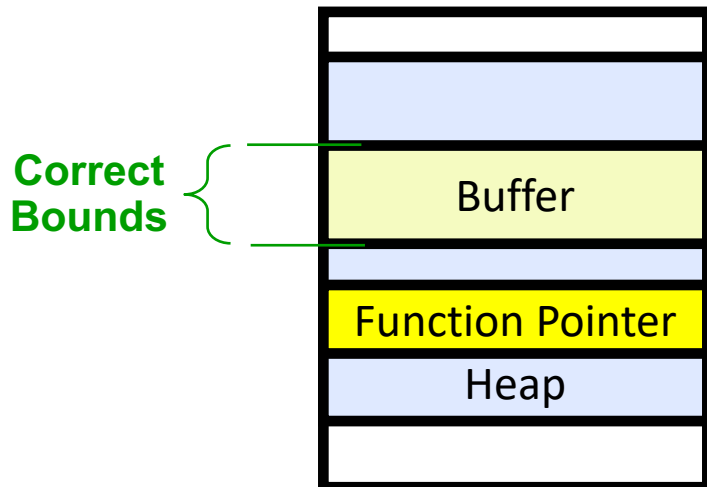 Correct
Bounds
Buffer
Function Pointer
Heap